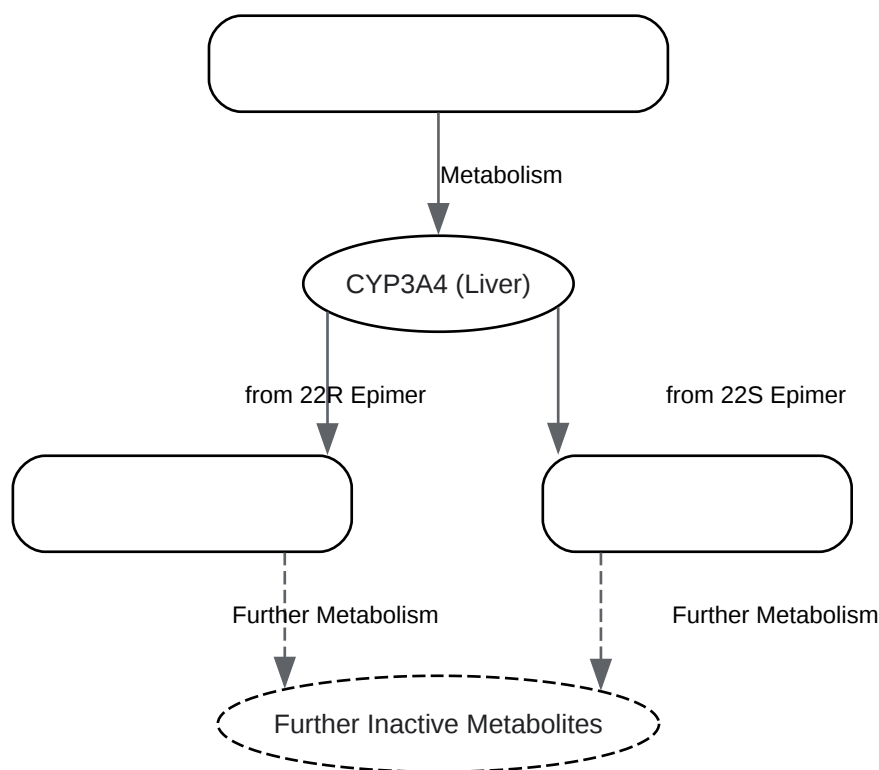 Metabolism
CYP3A4 (Liver)
from 22R Epimer
from 22S Epimer
Further Metabolism
Further Metabolism
Further Inactive Metabolites